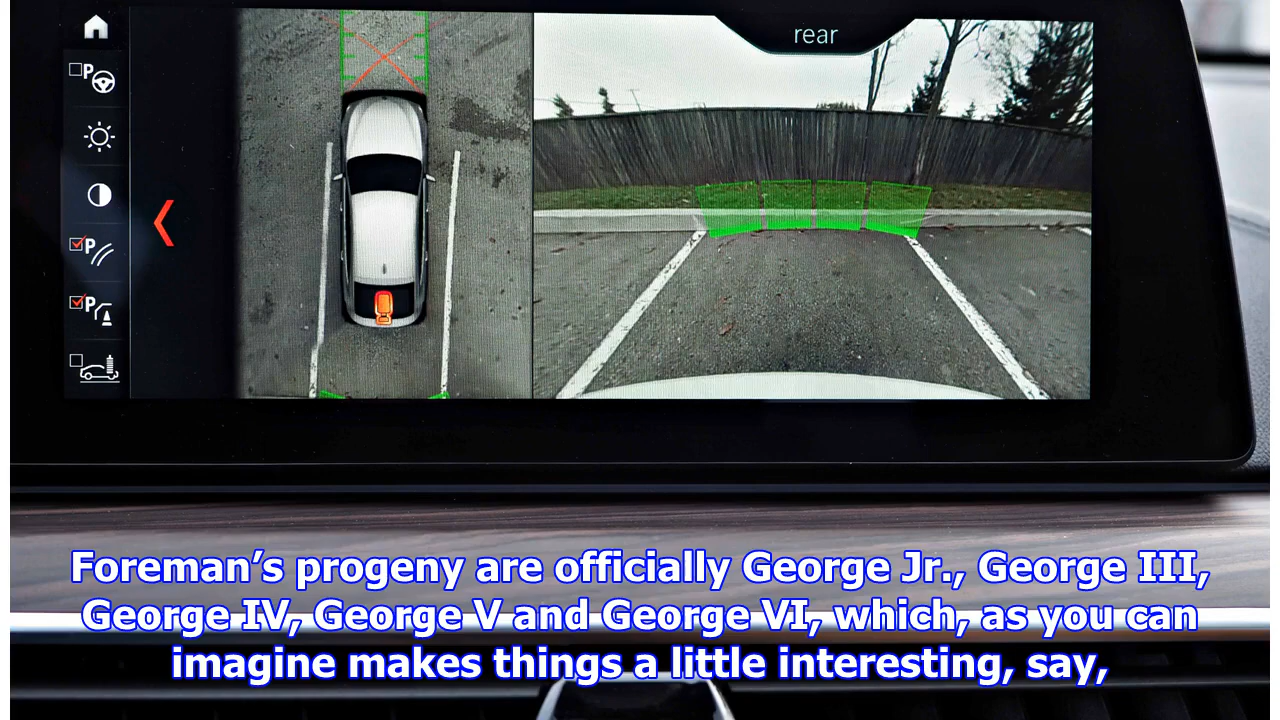 rear
P
P
P
Foreman’s progeny are officially George Jr., George III,
George IV, George V and George VI, which, as you can
imagine makes things a little interesting, say,